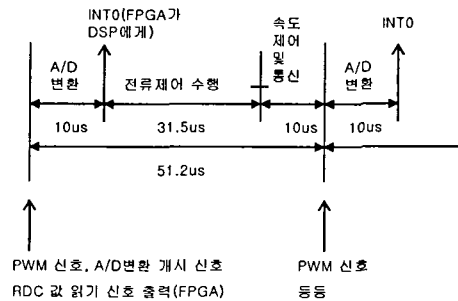 INT0(FPGA가
DSP에게)
속도
제어
및
통신
INT0
A/D
변환
전류제어 수행
A/D
변환
10us
31.5us
10us
10us
51.2us
PWM 신호, A/D변환 개시 신호
RDC 값 읽기 신호 출력(FPGA)
PWM 신호
등등